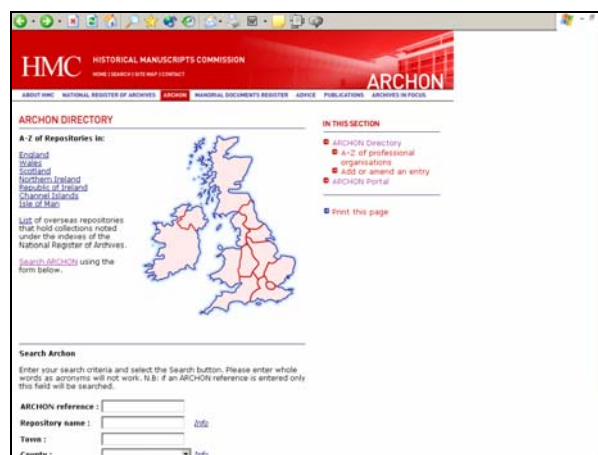 HMC
HISTORICAL MANUSCRIPTS COMMISSION
HOME | SEARCH | SITE MAP | CONTACT
ARCHON
ABOUT HMC NATIONAL REGISTER OF ARCHIVES ARCHON MANORIAL DOCUMENTS REGISTER ADVICE PUBLICATIONS ARCHIVES IN FOCUS
ARCHON DIRECTORY
A-Z of Repositories in:
England
Wales
Scotland
Northern Ireland
Republic of Ireland
Channel Islands
Isle of Man
List of overseas repositories
that hold collections noted
under the indexes of the
National Register of Archives.
Search ARCHON using the
form below.
IN THIS SECTION
ARCHON Directory
A-Z of professional
organisations
Add or amend an entry
ARCHON Portal
Print this page
Search Archon
Enter your search criteria and select the Search button. Please enter whole
words as acronyms will not work. N.B: if an ARCHON reference is entered only
this field will be searched.
ARCHON reference :
Repository name : Info
Town :
County : Info